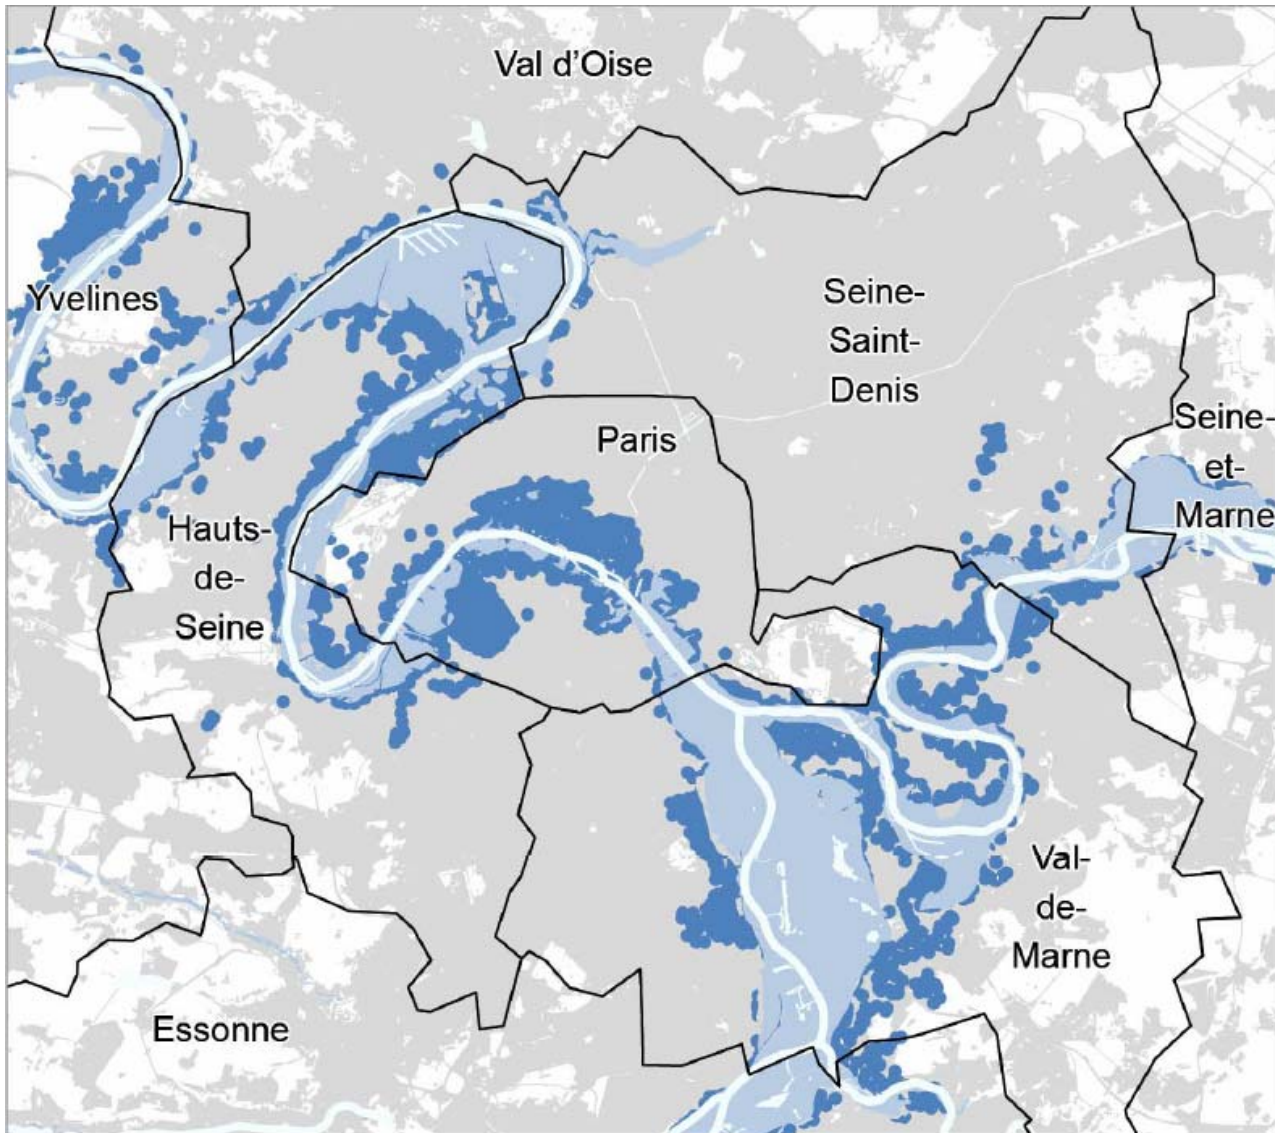 Val d'Oise
Yvelines
Seine-
Saint-
Denis
Paris
Seine-
et-
Marne
Hauts-
de-
Seine
Val-
de-
Marne
Essonne